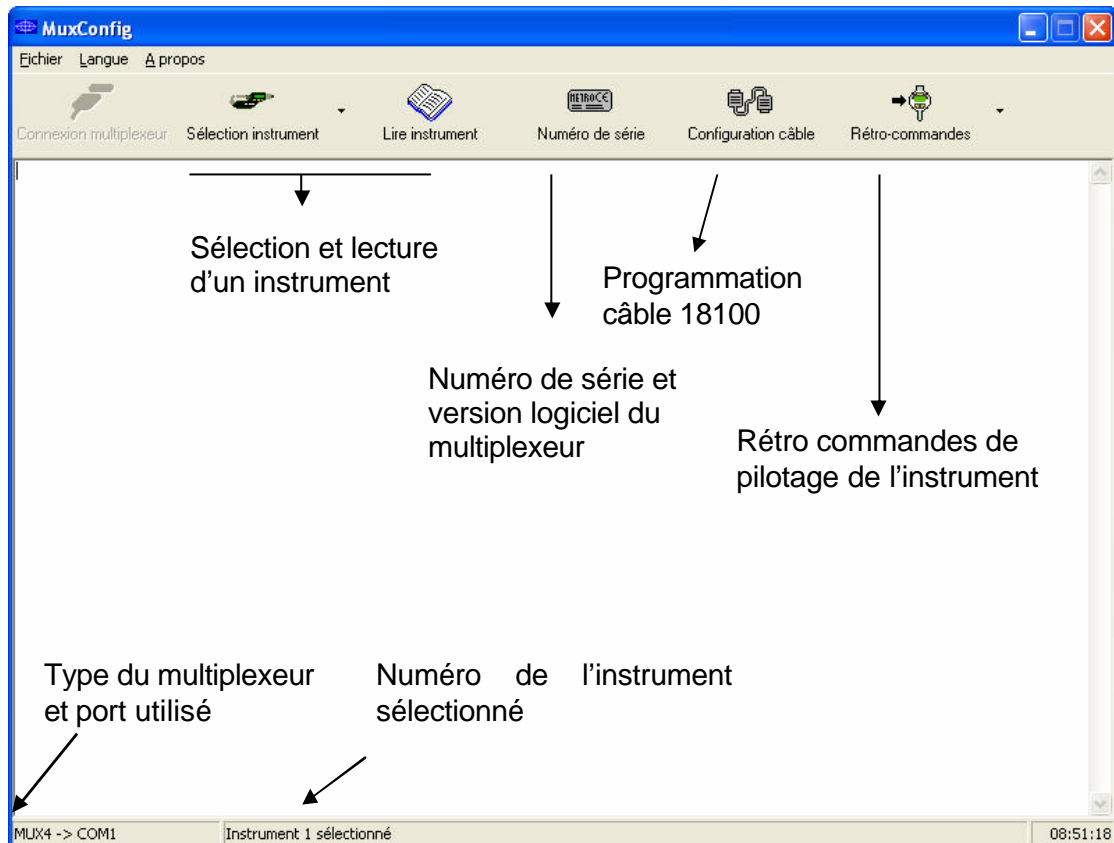 MuxConfig
Fichier Langue A propos
Connexion multiplexeur
Sélection instrument
Lire instrument
METRO CE
Numéro de série
Configuration câble
Rétro-commandes
Sélection et lecture
d'un instrument
Programmation
câble 18100
Numéro de série et
version logiciel du
multiplexeur
Rétro commandes de
pilotage de l'instrument
Type du multiplexeur
et port utilisé
Numéro de l'instrument
sélectionné
MUX4 -> COM1
Instrument 1 sélectionné
08:51:18